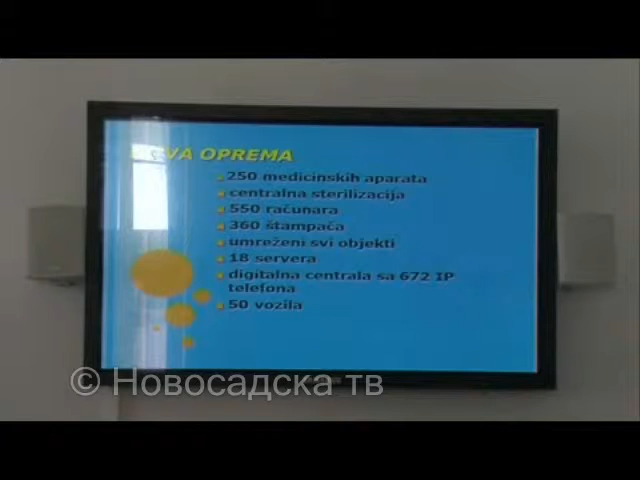 OPREMA
250 medicinskih aparata
centralna sterilizacija
550 računara
360 štampača
umreženi svi objekti
18 servera
digitalna centrala sa 672 IP
telefona
50 vozila
© Новосадска тв